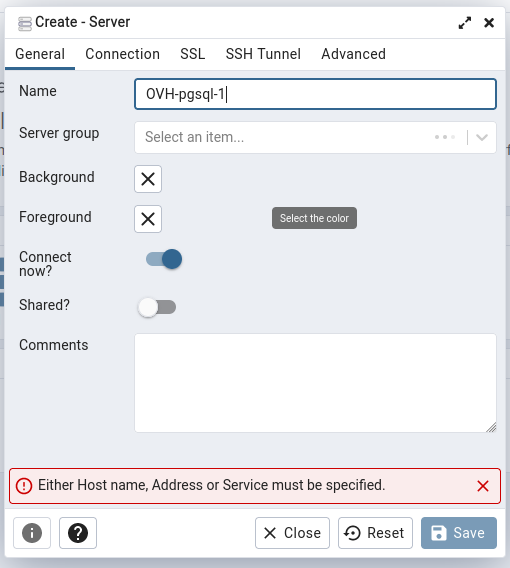 Create - Server
General Connection SSL SSH Tunnel Advanced
Name OVH-pgsql-1
Server group Select an item...
Background
Foreground Select the color
Connect
now?
Shared?
Comments
Either Host name, Address or Service must be specified.
Close Reset Save